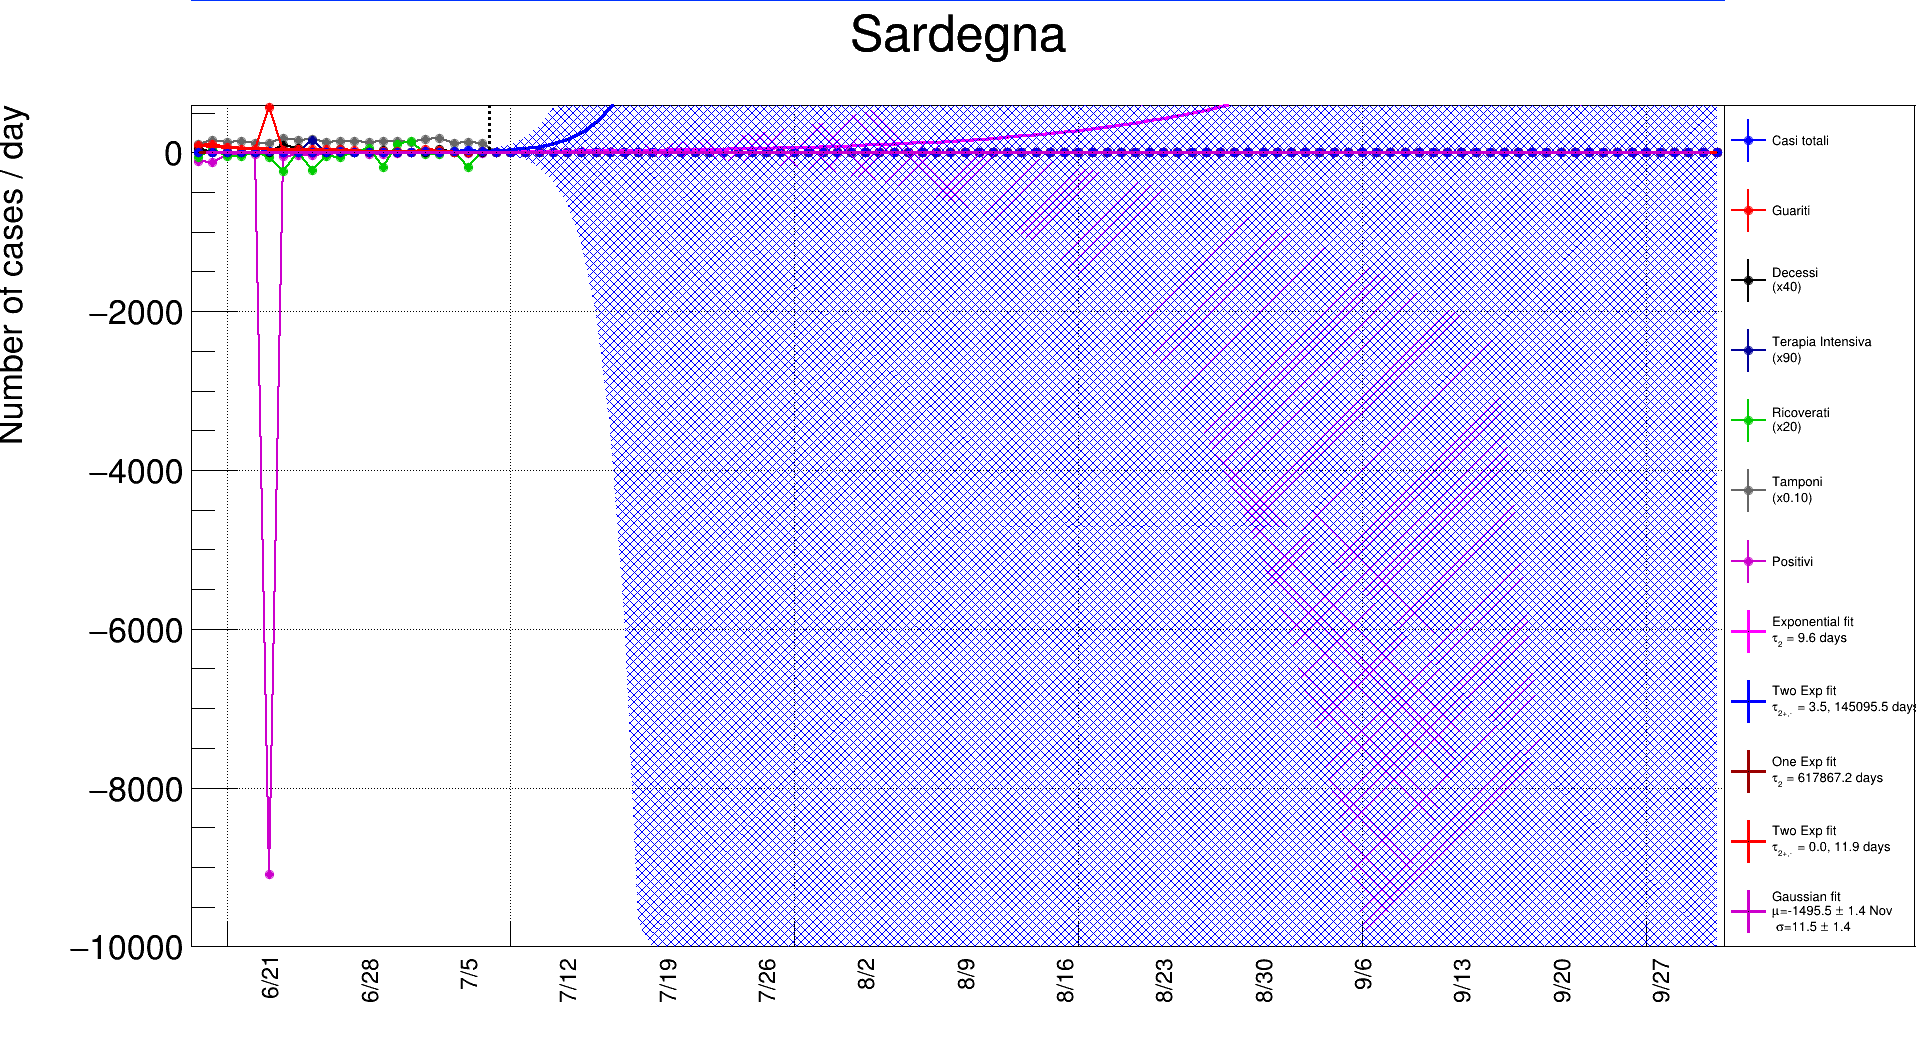 Sardegna
Number of cases / day
0
−2000
−4000
−6000
−8000
−10000
6/21
6/28
7/5
7/12
7/19
7/26
8/2
8/9
8/16
8/23
8/30
9/6
9/13
9/20
9/27
Casi totali
Guariti
Decessi
(x40)
Terapia Intensiva
(x90)
Ricoverati
(x20)
Tamponi
(x0.10)
Positivi
Exponential fit
τ2 = 9.6 days
Two Exp fit
τ2+,- = 3.5, 145095.5 days
One Exp fit
τ2 = 617867.2 days
Two Exp fit
τ2+,- = 0.0, 11.9 days
Gaussian fit
μ=-1495.5 ± 1.4 Nov
σ=11.5 ± 1.4